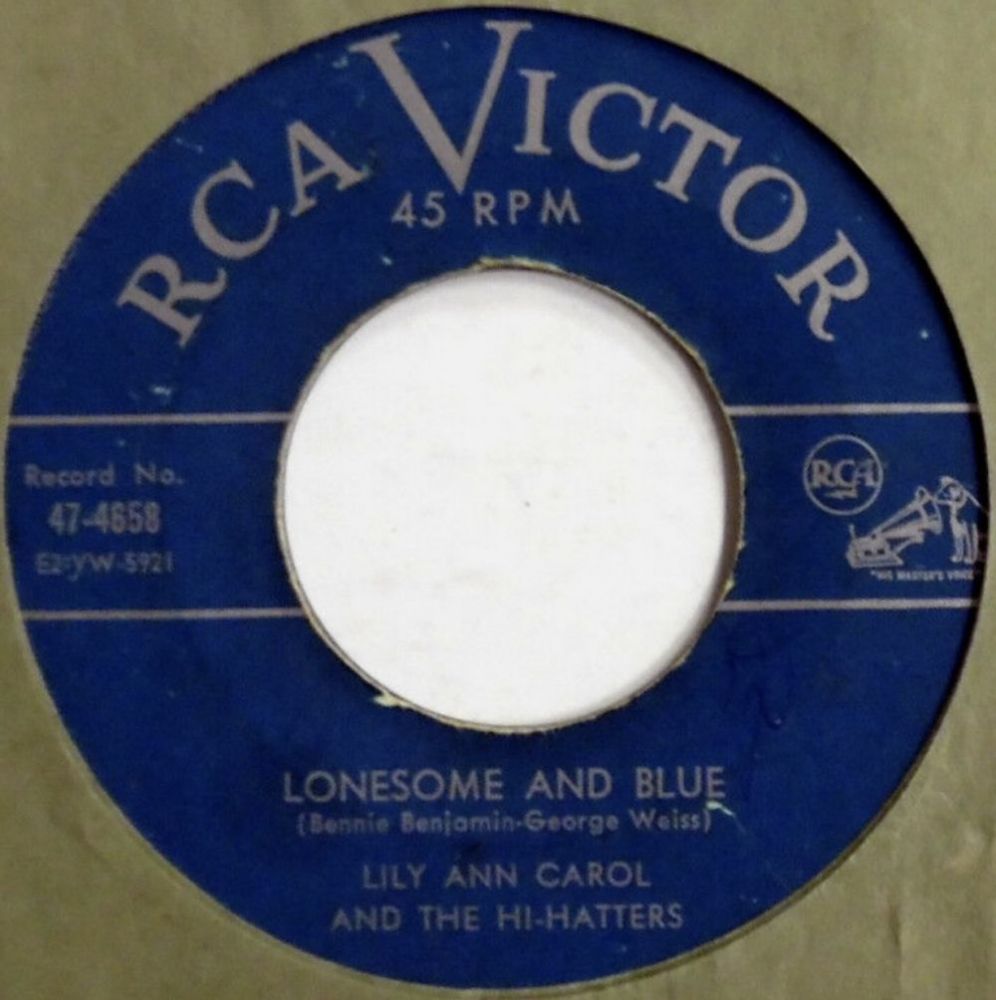 RCA VICTOR
45 RPM
Record No.
47-4658
E2-VW-5921
RCA
"HIS MASTER'S VOICE"
LONESOME AND BLUE
(Bennie Benjamin-George Weiss)
LILY ANN CAROL
AND THE HI-HATTERS